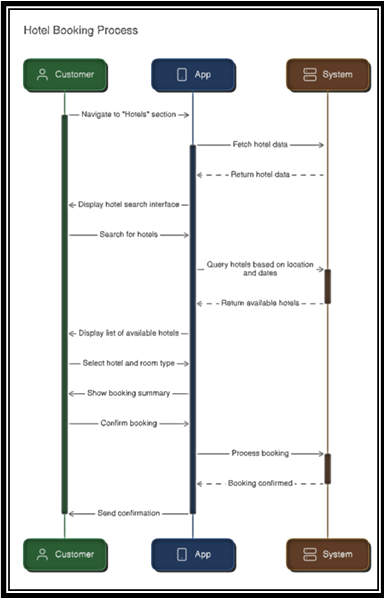 Hotel Booking Process
Customer
App
System
Navigate to "Hotels" section
Fetch hotel data
Return hotel data
Display hotel search interface
Search for hotels
Query hotels based on location
and dates
Return available hotels
Display list of available hotels
Select hotel and room type
Show booking summary
Confirm booking
Process booking
Booking confirmed
Send confirmation
Customer
App
System